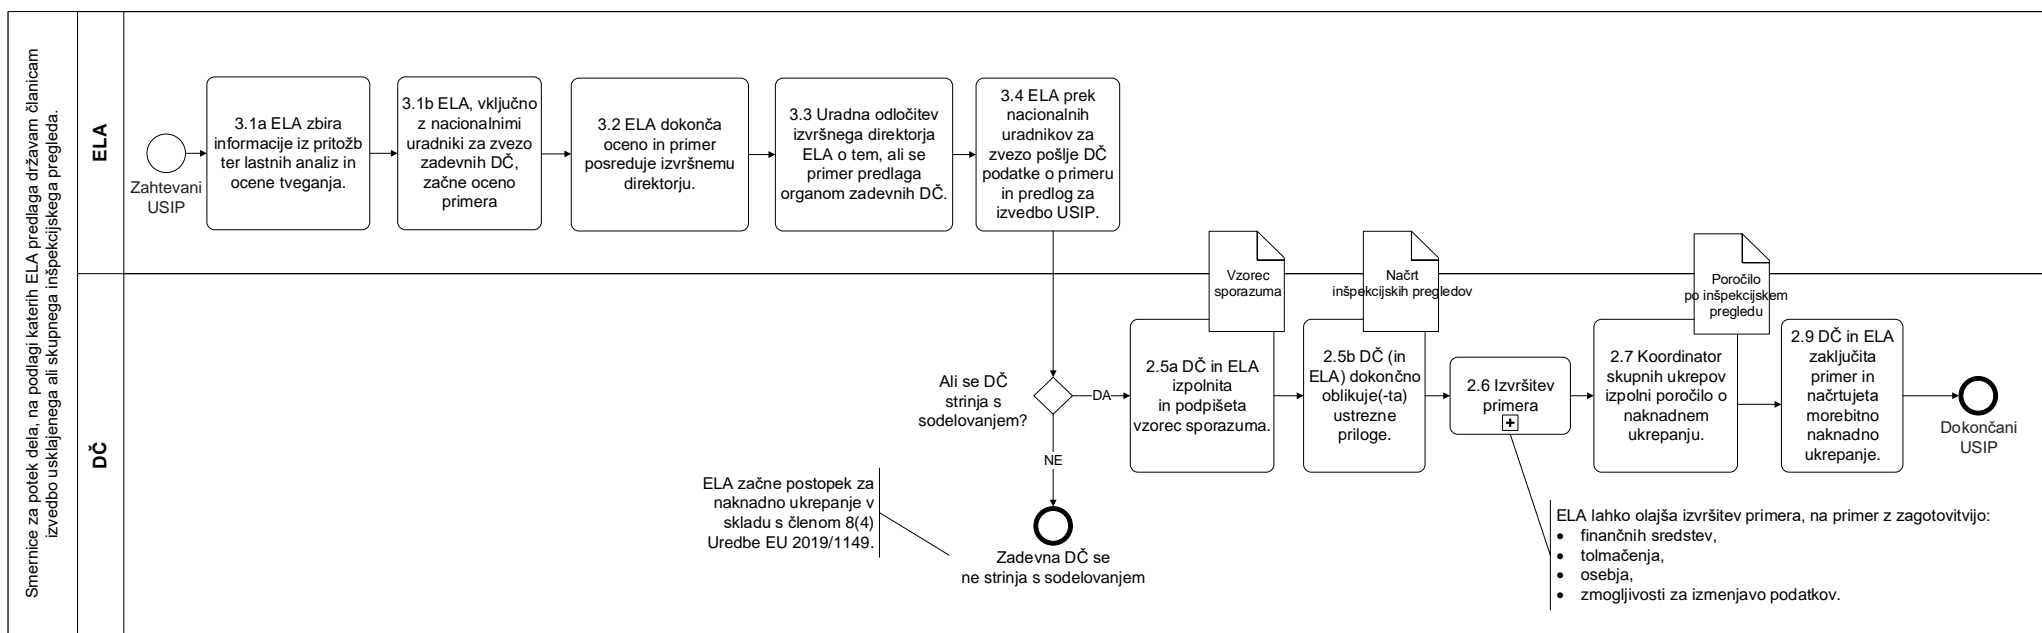 Smernice za potek dela, na podlagi katerih ELA predlaga državam članicam
izvedbo usklajenega ali skupnega inšpekcijskega pregleda.
ELA
Zahtevani
USIP
3.1a ELA zbira
informacije iz pritožb
ter lastnih analiz in
ocene tveganja.
3.1b ELA, vključno
z nacionalnimi
uradniki za zvezo
zadevnih DČ,
začne oceno
primera
3.2 ELA dokonča
oceno in primer
posreduje izvršnemu
direktorju.
3.3 Uradna odločitev
izvršnega direktorja
ELA o tem, ali se
primer predlaga
organom zadevnih DČ.
3.4 ELA prek
nacionalnih
uradnikov za
zvezo pošlje DČ
podatke o primeru
in predlog za
izvedbo USIP.
DČ
Ali se DČ
strinja s
sodelovanjem?
DA
NE
ELA začne postopek za
naknadno ukrepanje v
skladu s členom 8(4)
Uredbe EU 2019/1149.
Zadevna DČ se
ne strinja s sodelovanjem
Vzorec
sporazuma
2.5a DČ in ELA
izpolnita
in podpišeta
vzorec sporazuma.
Načrt
inšpekcijskih pregledov
2.5b DČ (in
ELA) dokončno
oblikuje(-ta)
ustrezne
priloge.
2.6 Izvršitev
primera
Poročilo
po inšpekcijskem
pregledu
2.7 Koordinator
skupnih ukrepov
izpolni poročilo o
naknadnem
ukrepanju.
2.9 DČ in ELA
zaključita
primer in
načrtujeta
morebitno
naknadno
ukrepanje.
Dokončani
USIP
ELA lahko olajša izvršitev primera, na primer z zagotovitvijo:
• finančnih sredstev,
• tolmačenja,
• osebja,
• zmogljivosti za izmenjavo podatkov.